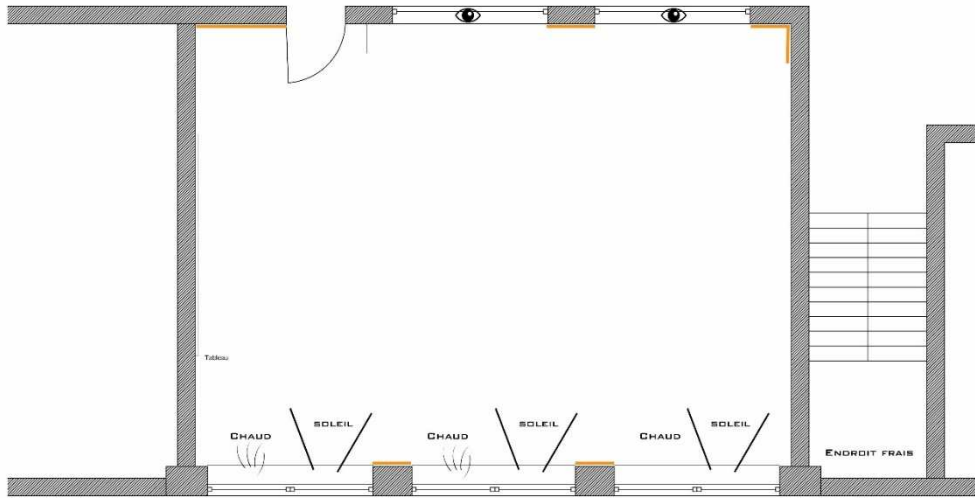 Tableau
CHAUD
SOLEIL
CHAUD
SOLEIL
CHAUD
SOLEIL
ENDROIT FRAIS